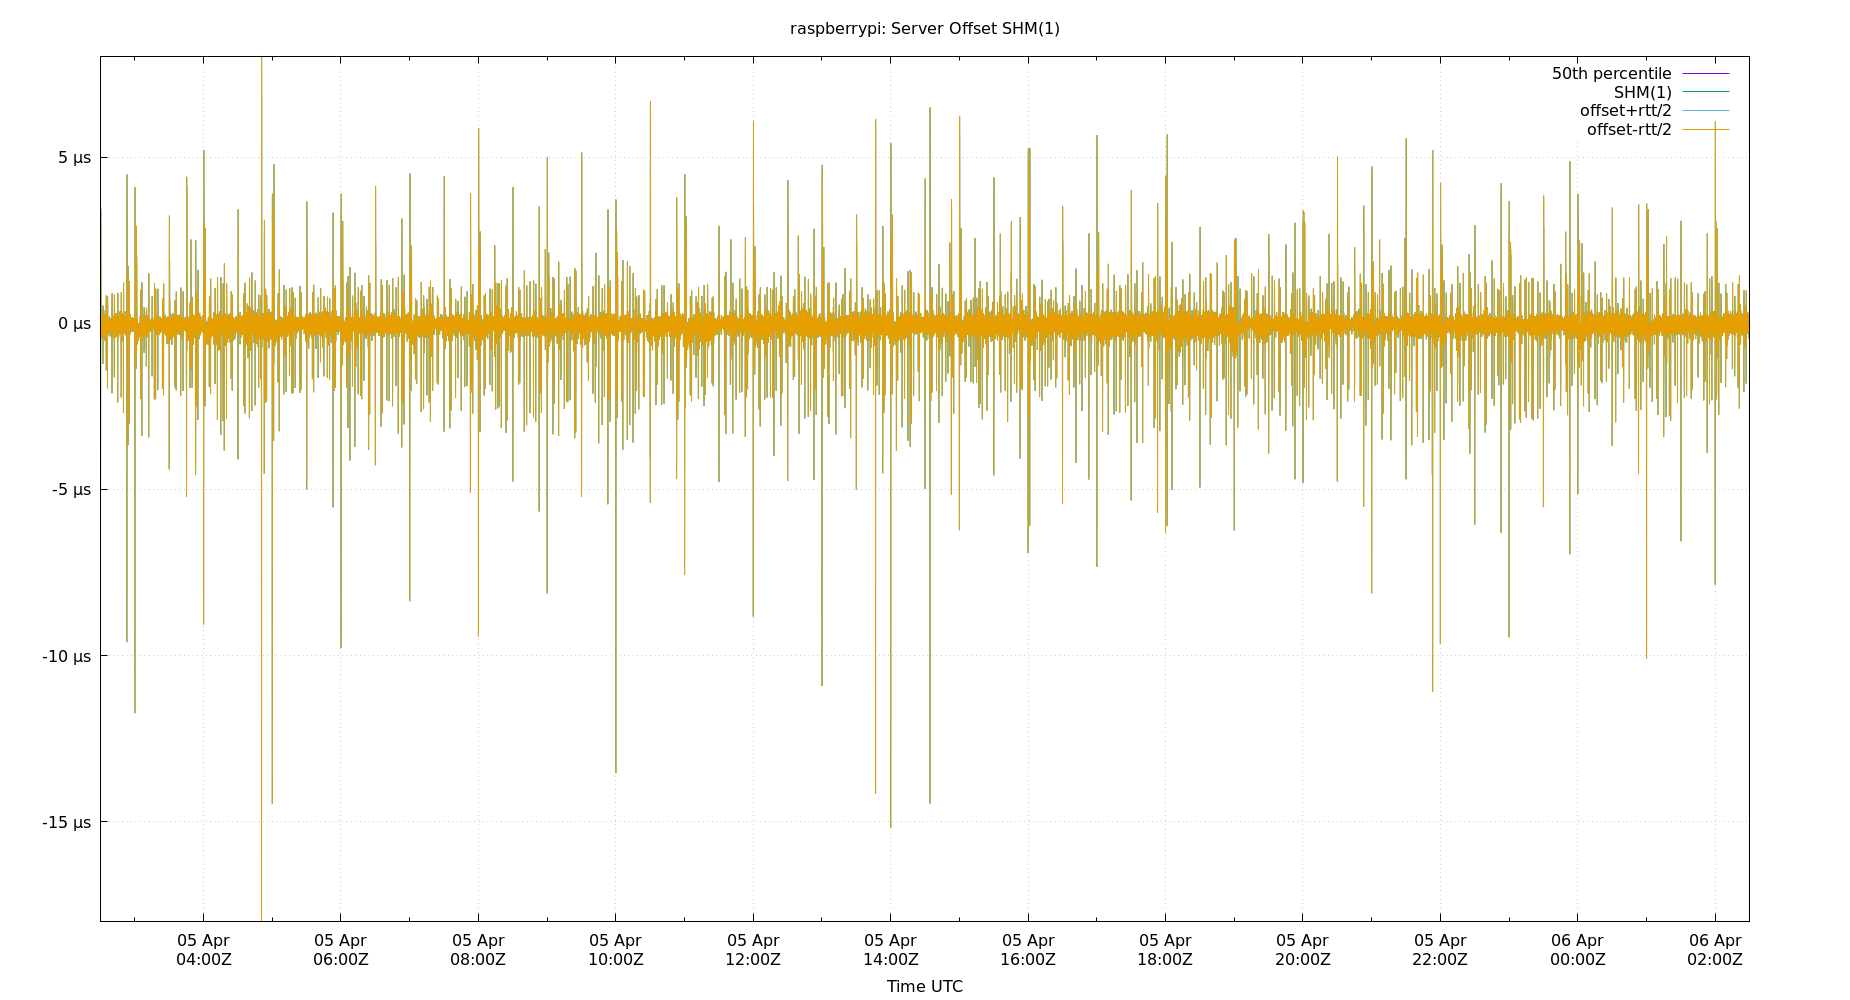 raspberrypi: Server Offset SHM(1)
50th percentile
SHM(1)
offset+rtt/2
offset-rtt/2
5 µs
0 µs
-5 µs
-10 µs
-15 µs
05 Apr 05 Apr 05 Apr 05 Apr 05 Apr 05 Apr 05 Apr 05 Apr 05 Apr 05 Apr 06 Apr 06 Apr
04:00Z 06:00Z 08:00Z 10:00Z 12:00Z 14:00Z 16:00Z 18:00Z 20:00Z 22:00Z 00:00Z 02:00Z
Time UTC